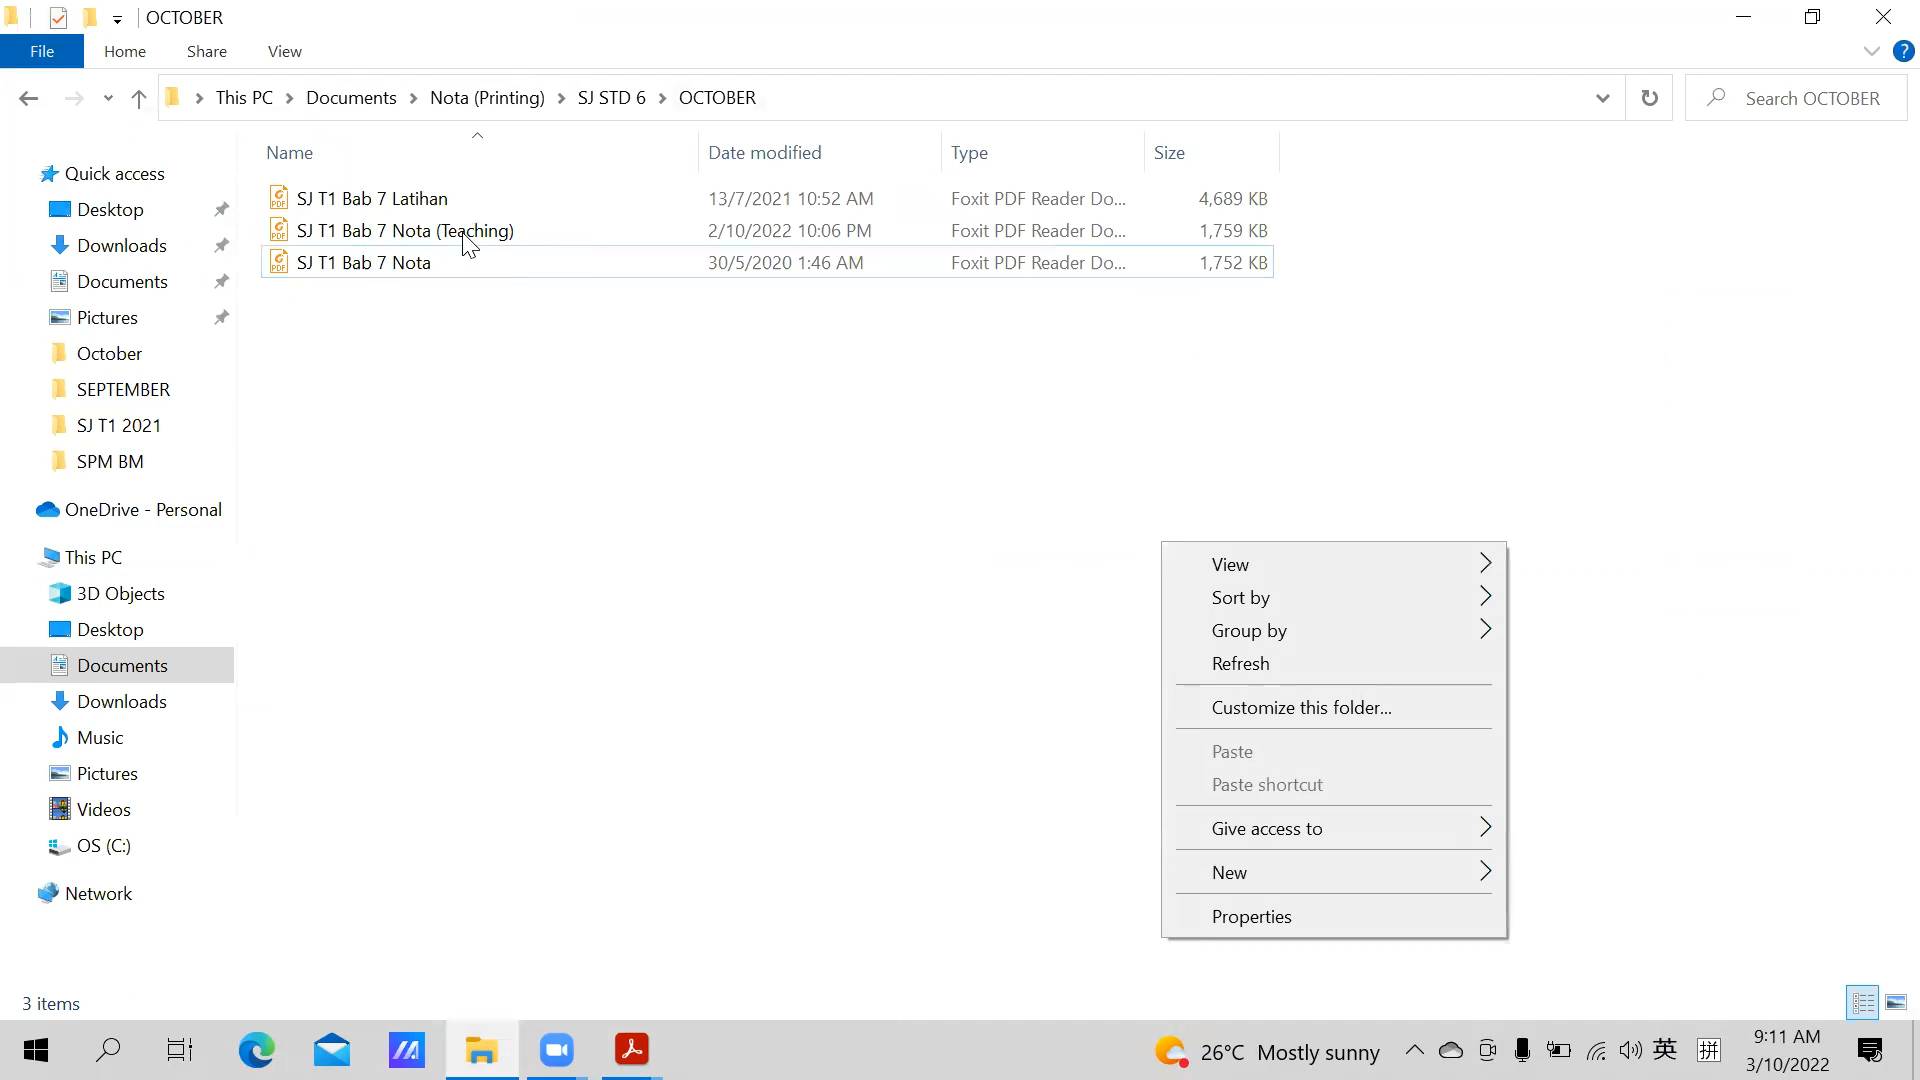 OCTOBER
File Home Share View
This PC Documents Nota (Printing) SJ STD 6 OCTOBER Search OCTOBER
Name Date modified Type Size
SJ T1 Bab 7 Latihan 13/7/2021 10:52 AM Foxit PDF Reader Do... 4,689 KB
SJ T1 Bab 7 Nota (Teaching) 2/10/2022 10:06 PM Foxit PDF Reader Do... 1,759 KB
SJ T1 Bab 7 Nota 30/5/2020 1:46 AM Foxit PDF Reader Do... 1,752 KB
Quick access
Desktop
Downloads
Documents
Pictures
October
SEPTEMBER
SJ T1 2021
SPM BM
OneDrive - Personal
This PC
3D Objects
Desktop
Documents
Downloads
Music
Pictures
Videos
OS (C:)
Network
View
Sort by
Group by
Refresh
Customize this folder...
Paste
Paste shortcut
Give access to
New
Properties
3 items
26°C Mostly sunny 英 拼 9:11 AM
3/10/2022